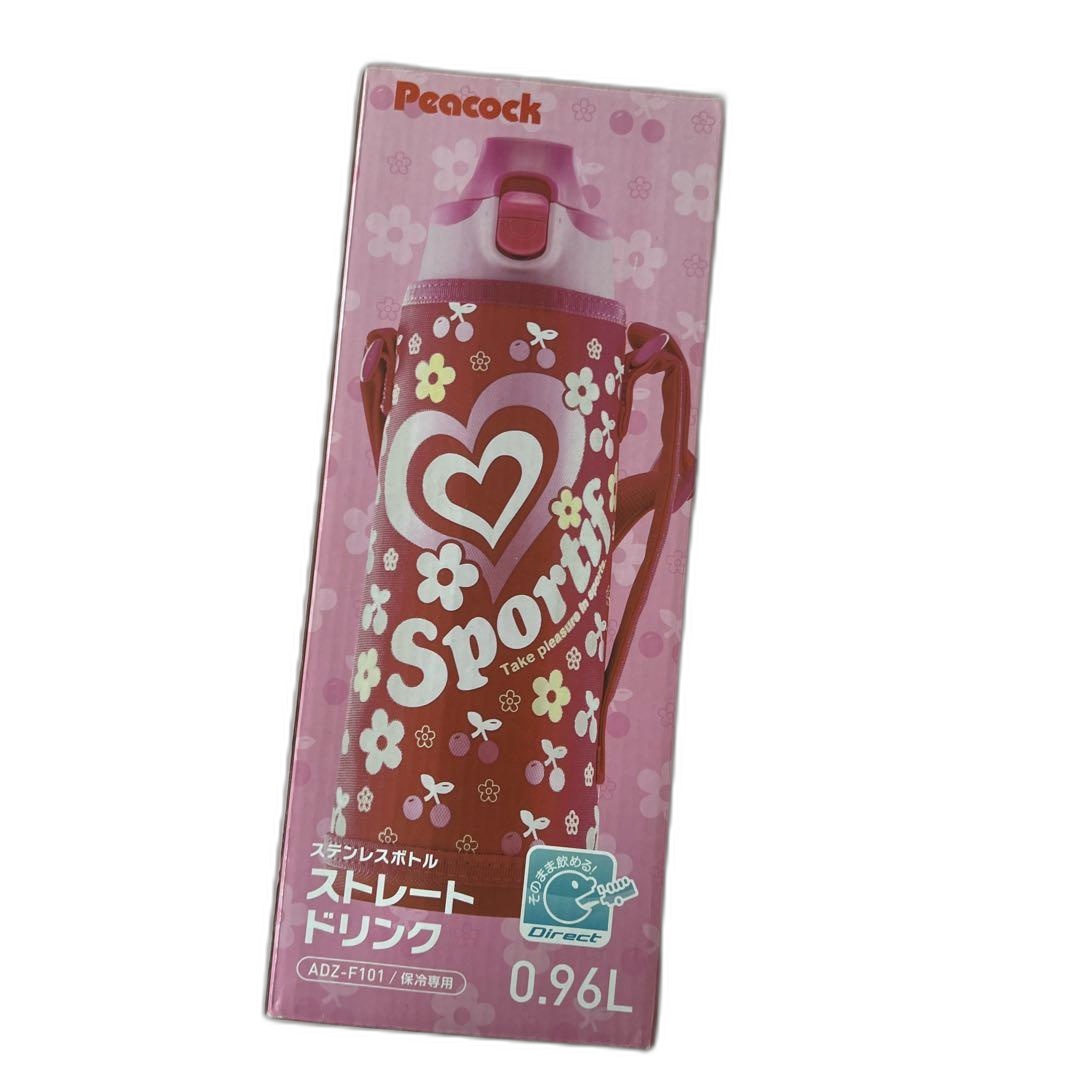 Peacock
Sportif
Take pleasure in sports
ステンレスボトル
ストレート
ドリンク
ADZ-F101 / 保冷専用
そのまま飲める!
Direct
0.96L